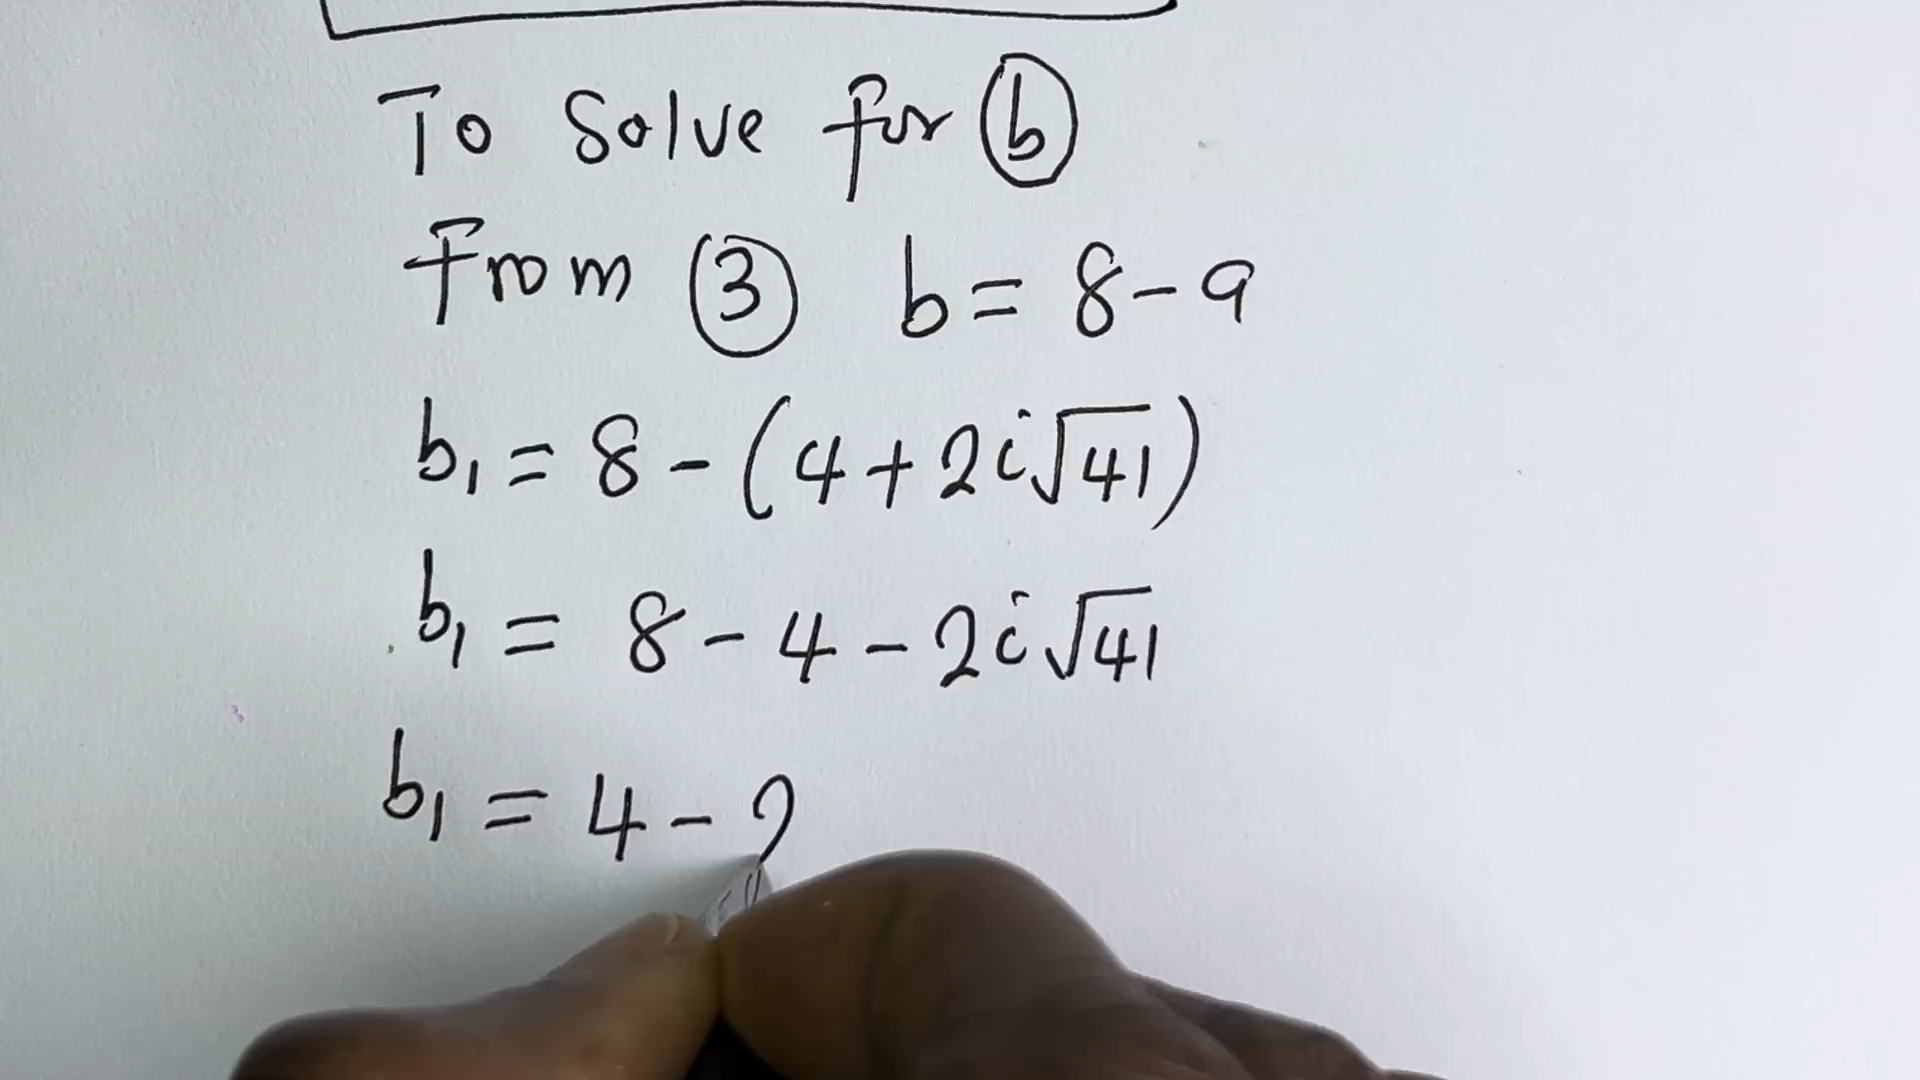 To solve for b
From 3 b = 8 - a
b₁ = 8 - (4 + 2i√41)
b₁ = 8 - 4 - 2i√41
b₁ = 4 - 2